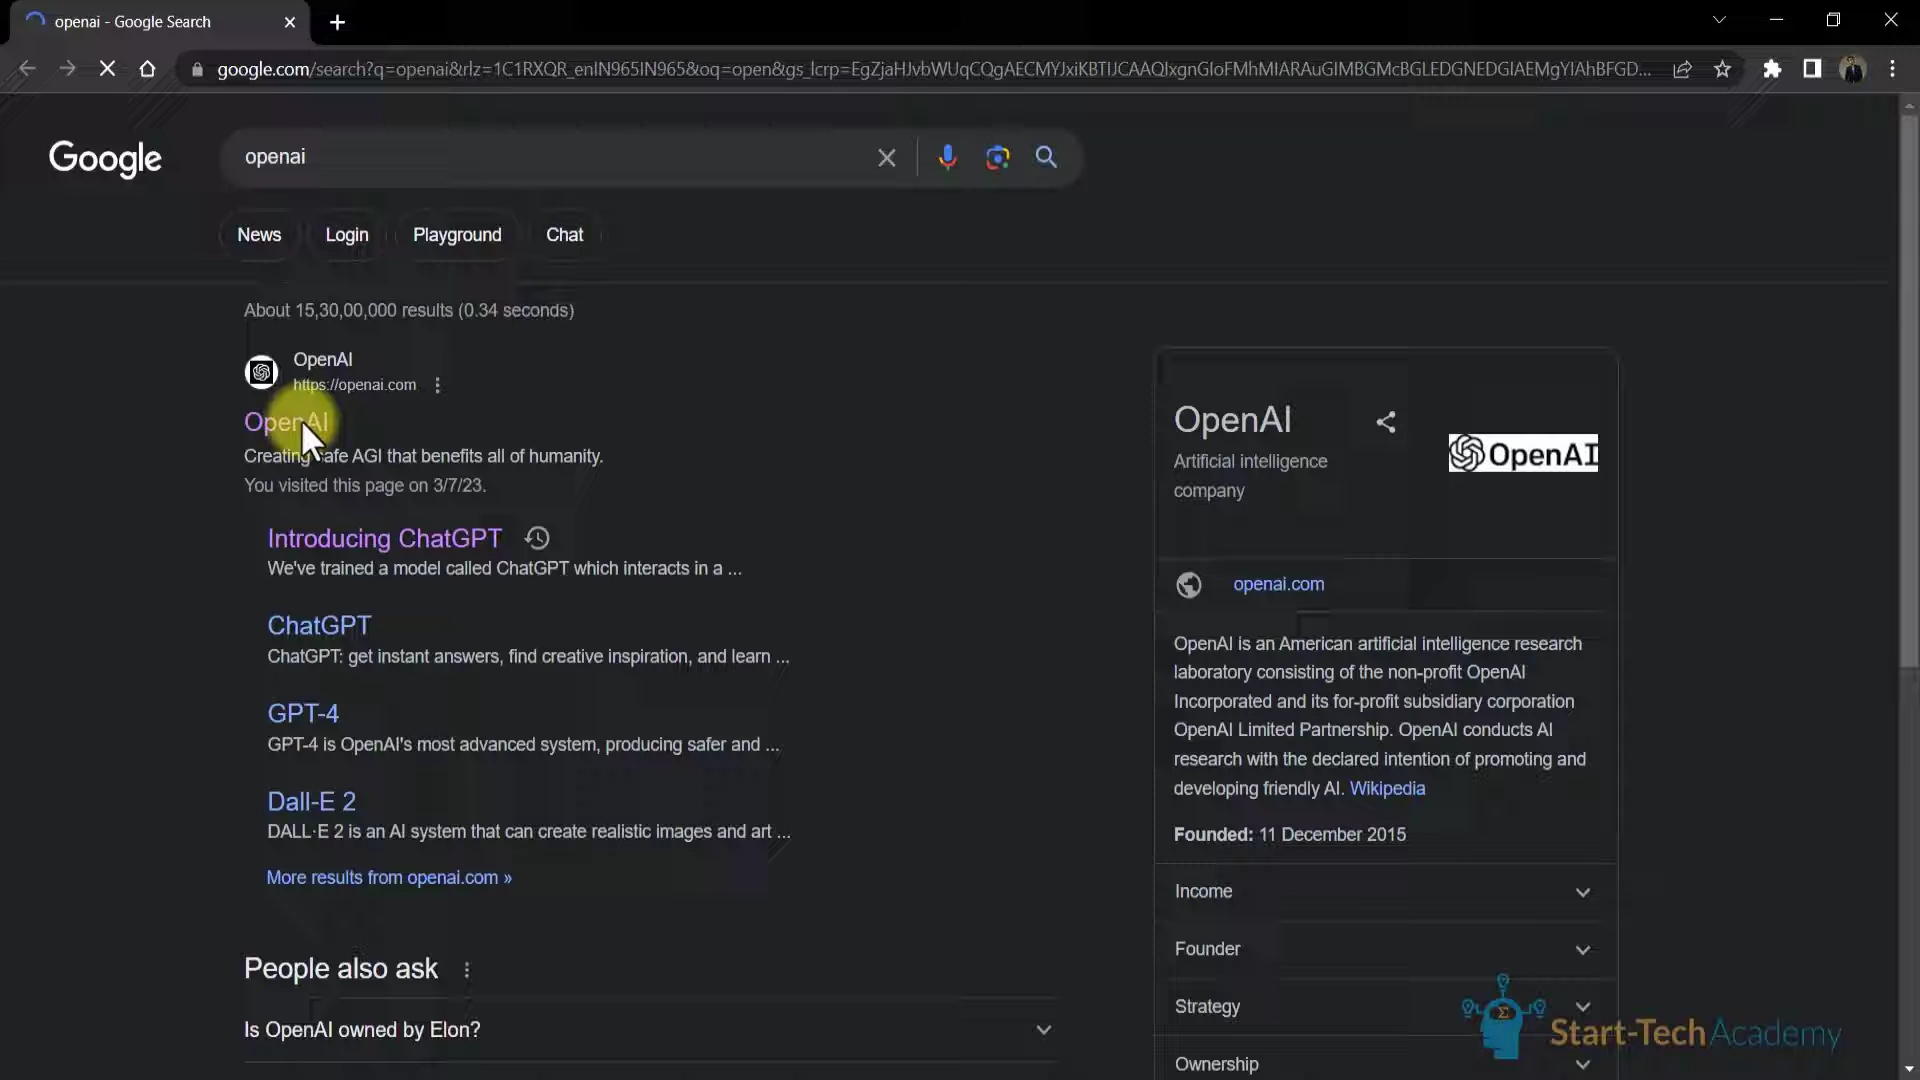 openai - Google Search
google.com/search?q=openai&rlz=1C1RXQR_enIN965IN965&oq=open&gs_lcrp=EgZjaHJvbWUqCQgAECMYJxiKBTIJCAAQIxgnGIoFMhMIARAuGIMBGMcBGLEDGNEDGIAEMgYIAhBFGD...
Google
openai
News Login Playground Chat
About 15,30,00,000 results (0.34 seconds)
OpenAI
https://openai.com
OpenAI
Creating safe AGI that benefits all of humanity.
You visited this page on 3/7/23.
Introducing ChatGPT
We've trained a model called ChatGPT which interacts in a ...
ChatGPT
ChatGPT: get instant answers, find creative inspiration, and learn ...
GPT-4
GPT-4 is OpenAI's most advanced system, producing safer and ...
Dall-E 2
DALL·E 2 is an AI system that can create realistic images and art ...
More results from openai.com »
People also ask
Is OpenAI owned by Elon?
OpenAI
Artificial intelligence
company
OpenAI
openai.com
OpenAI is an American artificial intelligence research
laboratory consisting of the non-profit OpenAI
Incorporated and its for-profit subsidiary corporation
OpenAI Limited Partnership. OpenAI conducts AI
research with the declared intention of promoting and
developing friendly AI. Wikipedia
Founded: 11 December 2015
Income
Founder
Strategy
Ownership
Start-Tech Academy